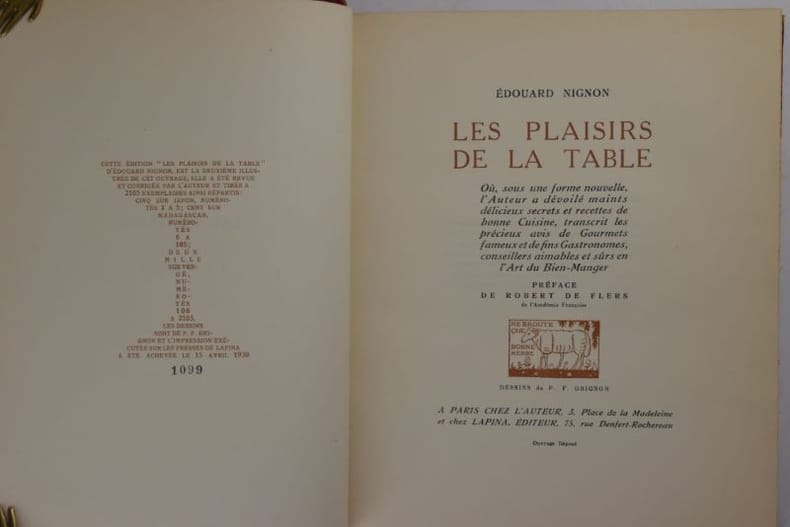 CETTE ÉDITION "LES PLAISIRS DE LA TABLE"
D'ÉDOUARD NIGNON, EST LA DEUXIÈME ILLUS-
TRÉE DE CET OUVRAGE, ELLE A ÉTÉ REVUE
ET CORRIGÉE PAR L'AUTEUR ET TIRÉE A
2105 EXEMPLAIRES AINSI RÉPARTIS:
CINQ SUR JAPON, NUMÉRO-
TÉS 1 A 5; CENT SUR
MADAGASCAR,
NUMÉRO-
TÉS
6 A
105;
DEUX
MILLE
SUR VER-
GÉ,
NU-
MÉ-
RO-
TÉS
106
A 2105.
LES DESSINS
SONT DE P. F. GRI-
GNON ET L'IMPRESSION EXÉ-
CUTÉE SUR LES PRESSES DE LAPINA
A ÉTÉ ACHEVÉE LE 15 AVRIL 1930
1099
ÉDOUARD NIGNON
LES PLAISIRS
DE LA TABLE
Où, sous une forme nouvelle,
l'Auteur a dévoilé maints
délicieux secrets et recettes de
bonne Cuisine, transcrit les
précieux avis de Gourmets
fameux et de fins Gastronomes,
conseillers aimables et sûrs en
l'Art du Bien-Manger
PRÉFACE
DE ROBERT DE FLERS
de l'Académie Française
NE BROUTE
QUE
BONNE
HERBE
DESSINS de P. F. GRIGNON
A PARIS CHEZ L'AUTEUR, 3, Place de la Madeleine
et chez LAPINA, ÉDITEUR, 75, rue Denfert-Rochereau
Ouvrage Déposé